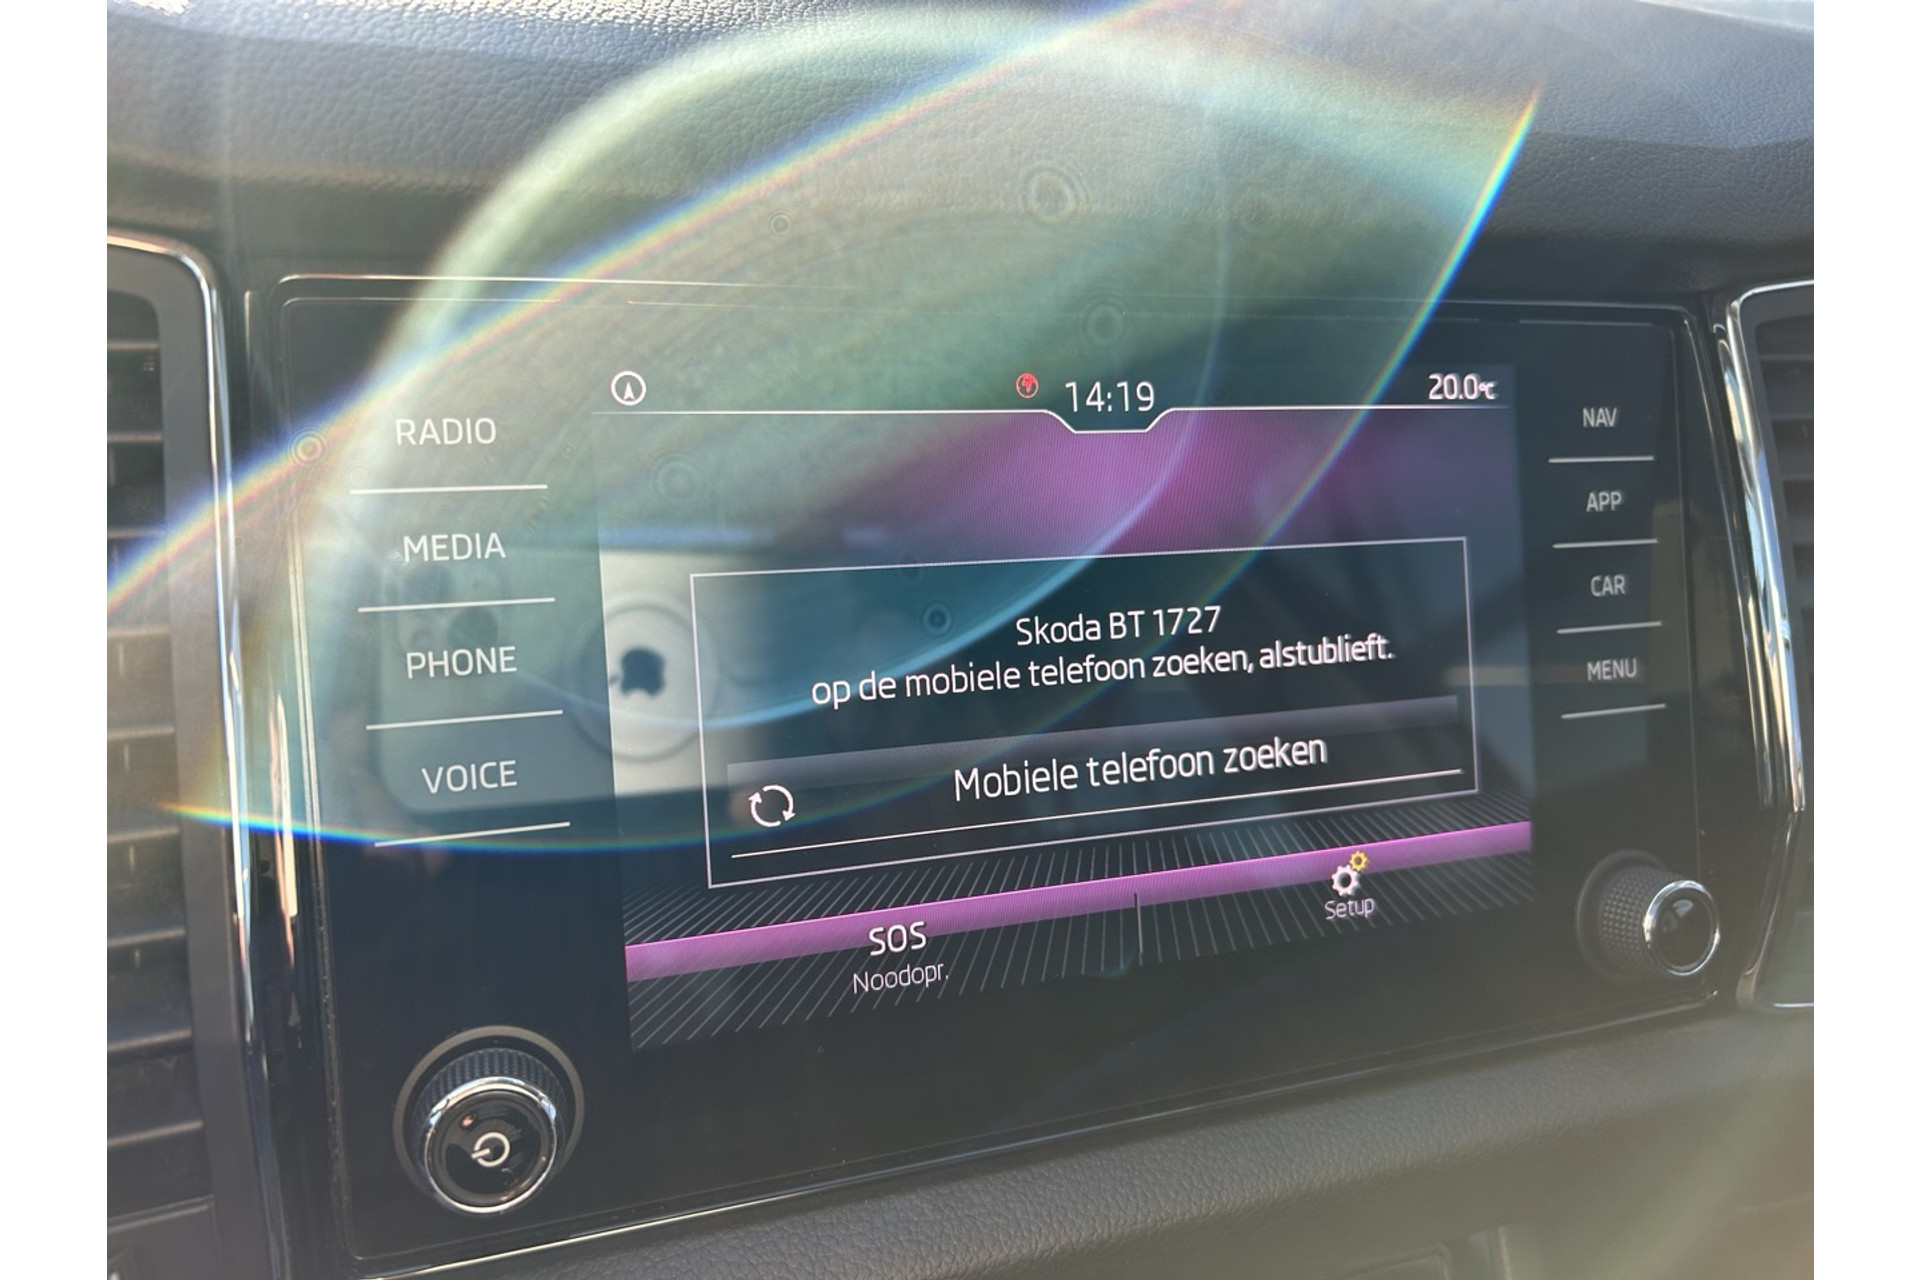 14:19
20.0°C
RADIO
MEDIA
PHONE
VOICE
NAV
APP
CAR
MENU
Skoda BT 1727
op de mobiele telefoon zoeken, alstublieft.
Mobiele telefoon zoeken
SOS
Noodopr.
Setup